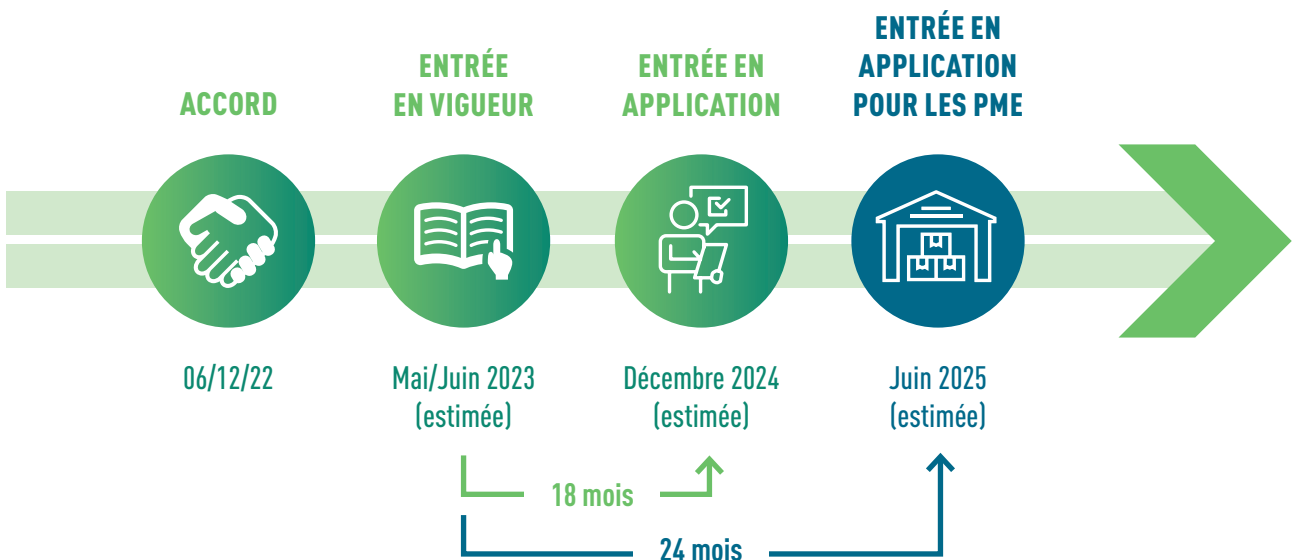 ACCORD
ENTRÉE
EN VIGUEUR
ENTRÉE EN
APPLICATION
ENTRÉE EN
APPLICATION
POUR LES PME
06/12/22
Mai/Juin 2023
(estimée)
Décembre 2024
(estimée)
Juin 2025
(estimée)
18 mois
24 mois